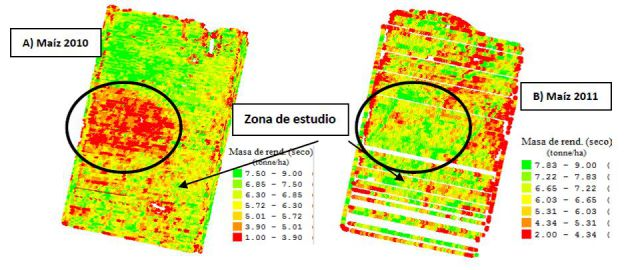 A) Maíz 2010
B) Maíz 2011
Zona de estudio
Masa de rend. (seco)
(tonne/ha)
7.50 - 9.00 (
6.85 - 7.50 (
6.30 - 6.85 (
5.72 - 6.30 (
5.01 - 5.72 (
3.90 - 5.01 (
1.00 - 3.90 (
Masa de rend. (seco)
(tonne/ha)
7.83 - 9.00 (
7.22 - 7.83 (
6.65 - 7.22 (
6.03 - 6.65 (
5.31 - 6.03 (
4.34 - 5.31 (
2.00 - 4.34 (